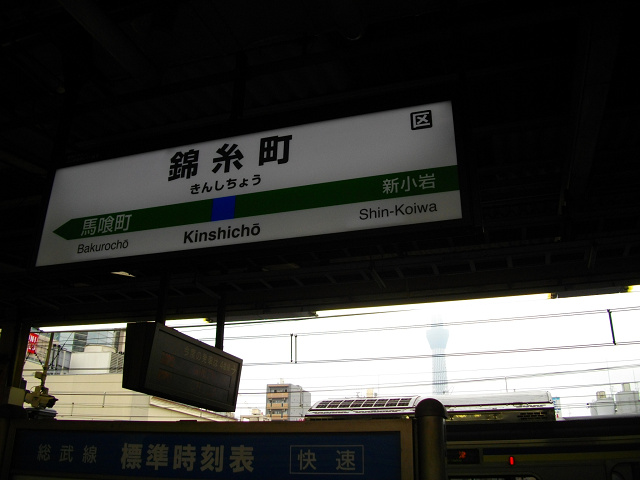 区
錦糸町
きんしちょう
馬喰町
新小岩
Bakurochō
Kinshichō
Shin-Koiwa
総武線 標準時刻表 快速